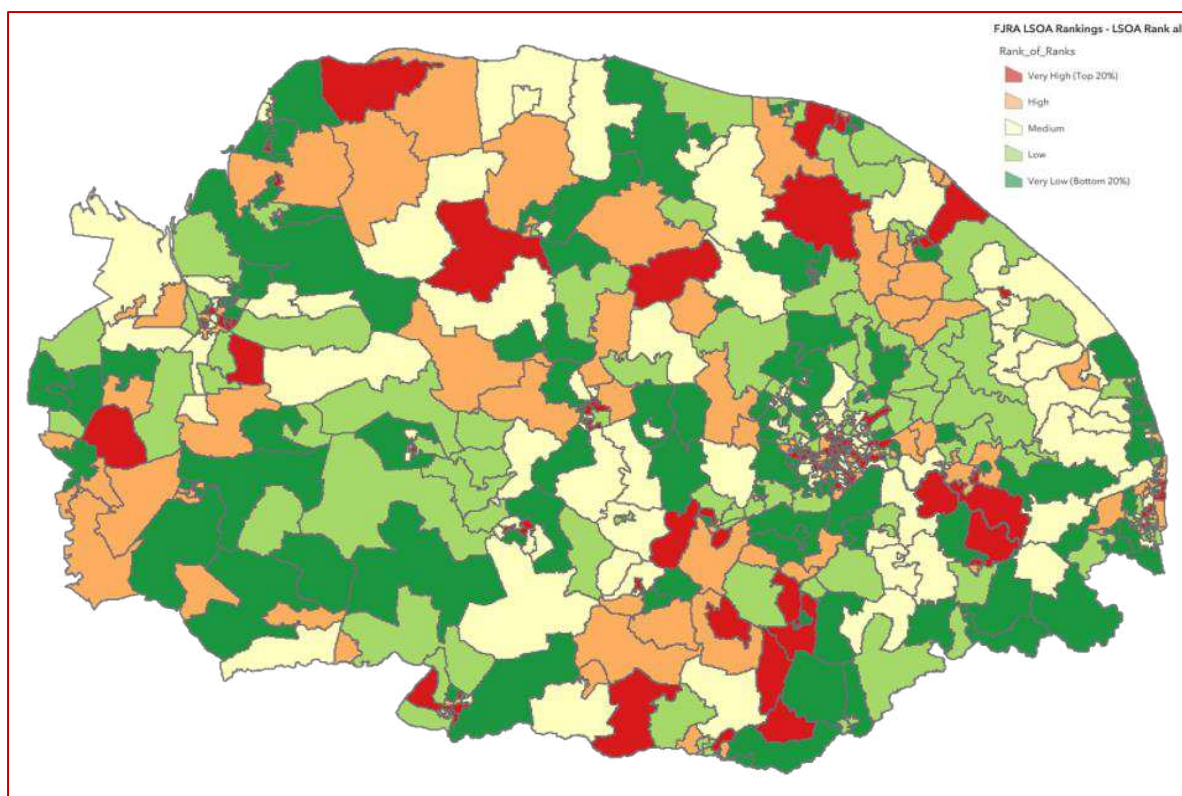 FJRA LSOA Rankings - LSOA Rank al
Rank_of_Ranks
Very High (Top 20%)
High
Medium
Low
Very Low (Bottom 20%)